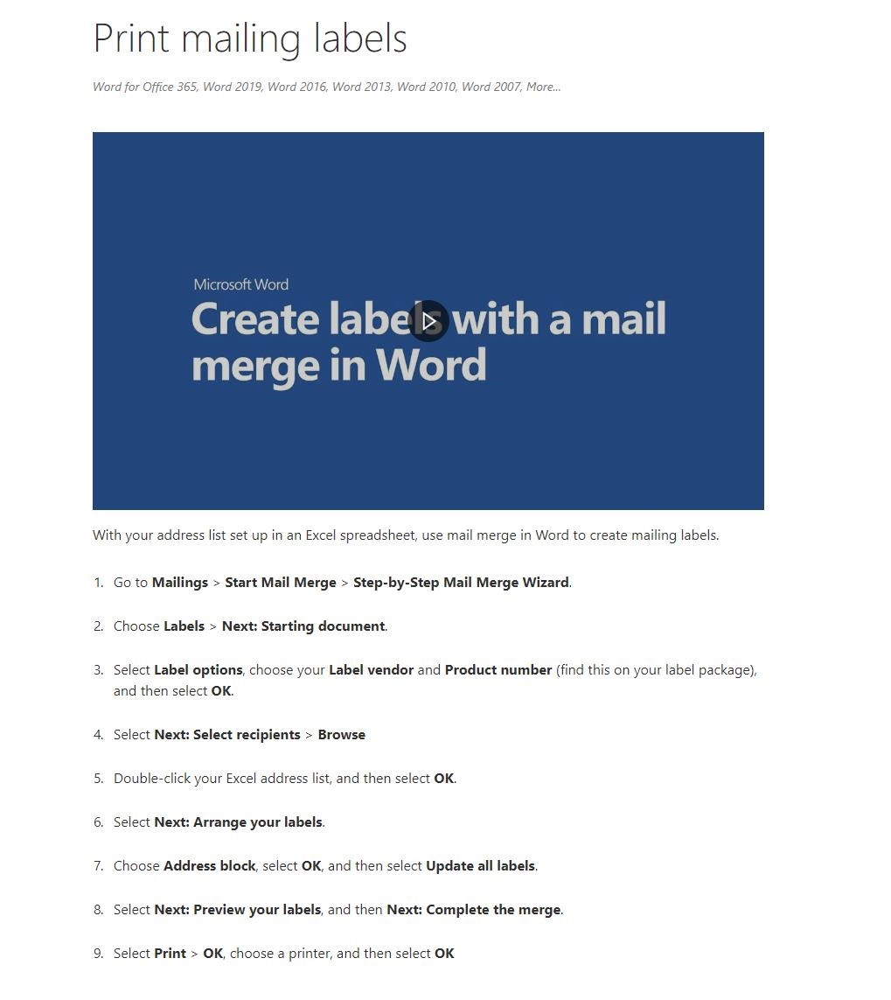 Print mailing labels
Word for Office 365, Word 2019, Word 2016, Word 2013, Word 2010, Word 2007, More...
Microsoft Word
Create labels with a mail
merge in Word
With your address list set up in an Excel spreadsheet, use mail merge in Word to create mailing labels.
1. Go to Mailings > Start Mail Merge > Step-by-Step Mail Merge Wizard.
2. Choose Labels > Next: Starting document.
3. Select Label options, choose your Label vendor and Product number (find this on your label package),
and then select OK.
4. Select Next: Select recipients > Browse
5. Double-click your Excel address list, and then select OK.
6. Select Next: Arrange your labels.
7. Choose Address block, select OK, and then select Update all labels.
8. Select Next: Preview your labels, and then Next: Complete the merge.
9. Select Print > OK, choose a printer, and then select OK